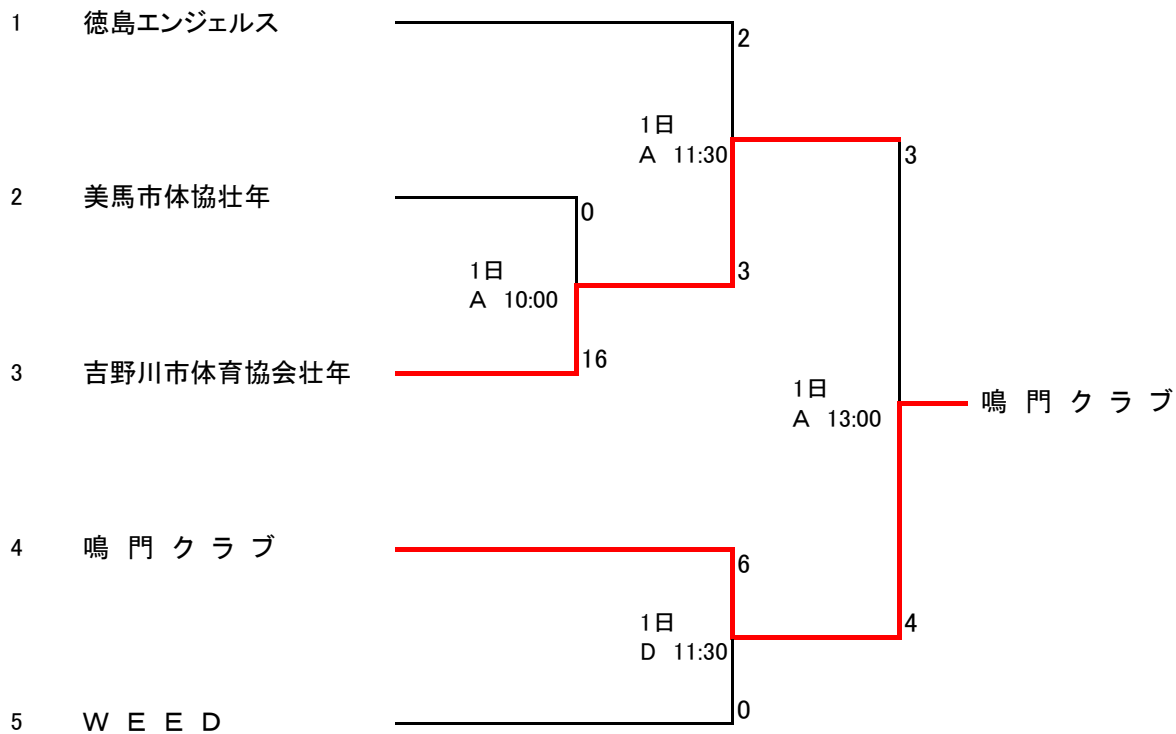 1 徳島エンジェルス
2
1日
A 11:30
3
2 美馬市体協壮年
0
1日
A 10:00
3
16
3 吉野川市体育協会壮年
1日
A 13:00
鳴 門 ク ラ ブ
4 鳴 門 ク ラ ブ
6
1日
D 11:30
4
0
5 W E E D